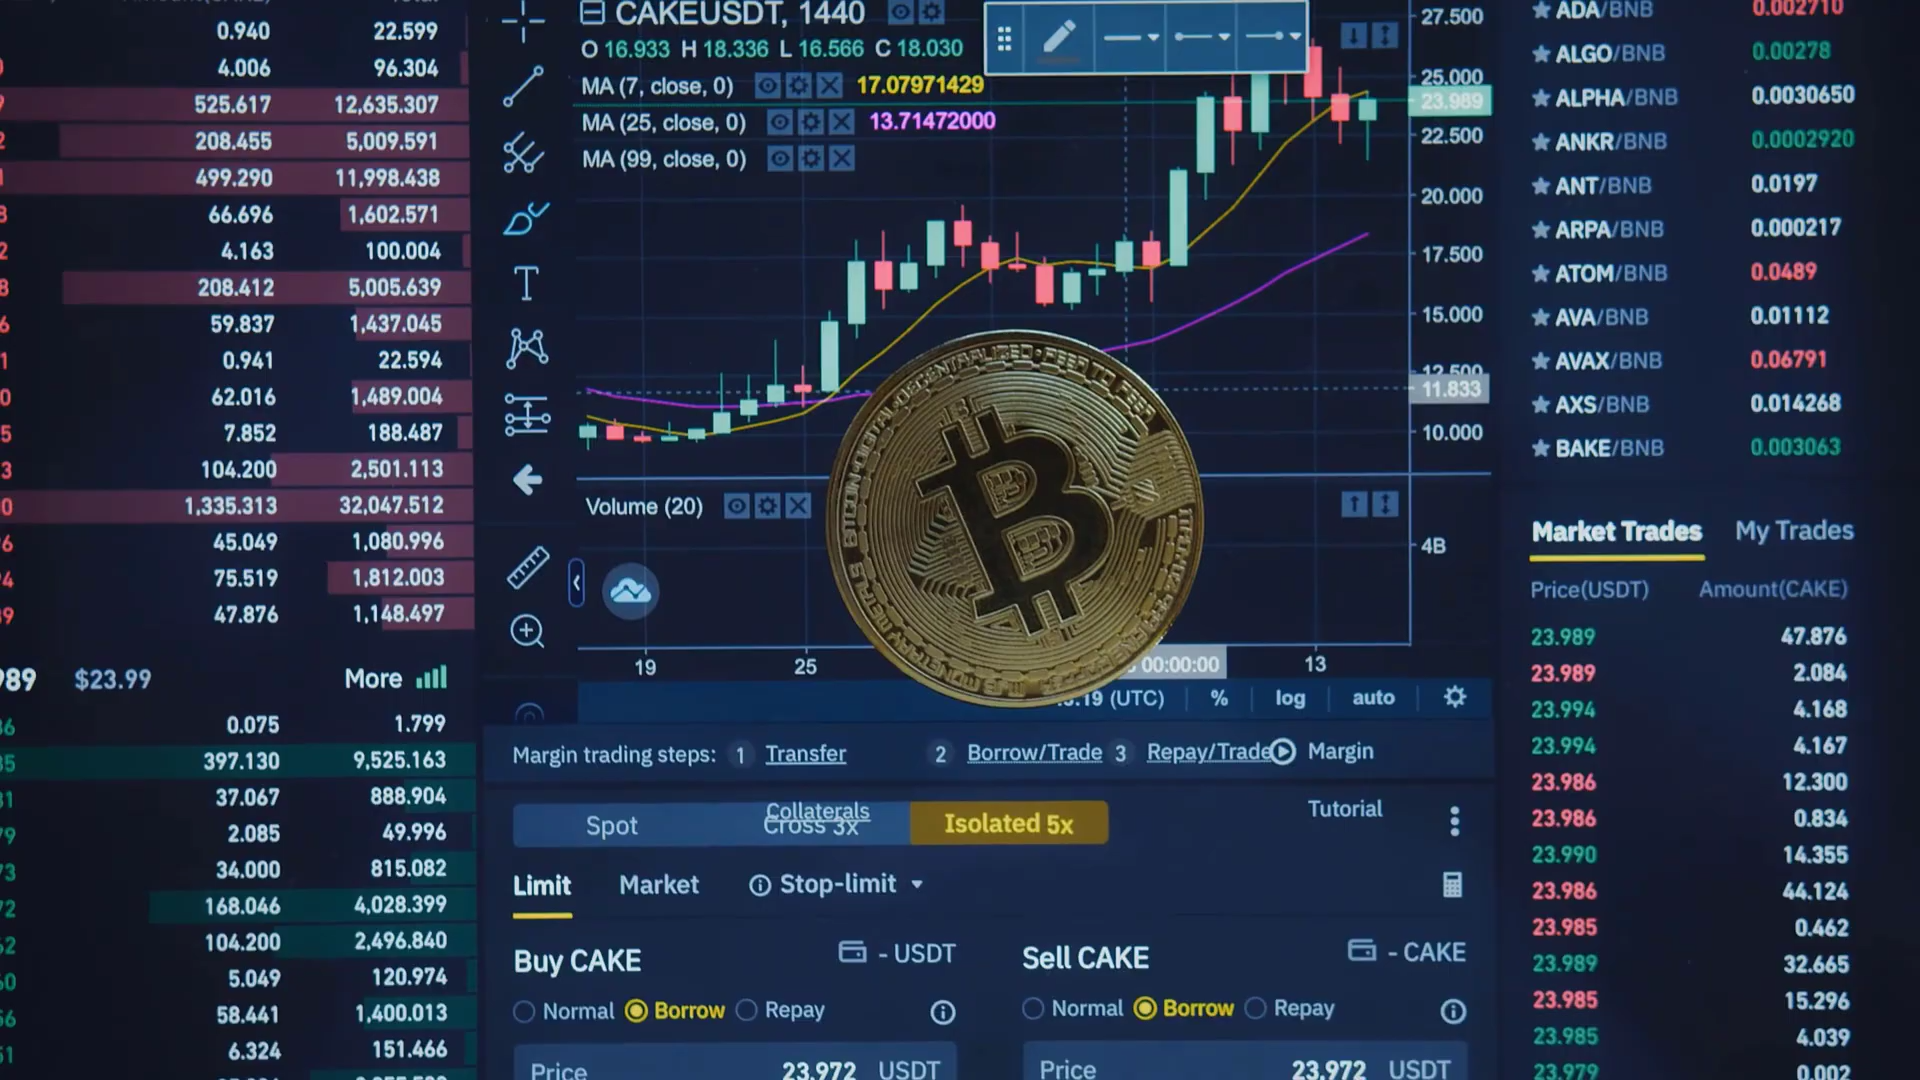 0.940 22.599
4.006 96.304
525.617 12,635.307
208.455 5,009.591
499.290 11,998.438
66.696 1,602.571
4.163 100.004
208.412 5,005.639
59.837 1,437.045
0.941 22.594
62.016 1,489.004
7.852 188.487
104.200 2,501.113
1,335.313 32,047.512
45.049 1,080.996
75.519 1,812.003
47.876 1,148.497
$23.99 More
0.075 1.799
397.130 9,525.163
37.067 888.904
2.085 49.996
34.000 815.082
168.046 4,028.399
104.200 2,496.840
5.049 120.974
58.441 1,400.013
6.324 151.466
CAKEUSDT, 1440
O 16.933 H 18.336 L 16.566 C 18.030
MA (7, close, 0) 17.07971429
MA (25, close, 0) 13.71472000
MA (99, close, 0)
27.500
25.000
23.989
22.500
20.000
17.500
15.000
12.500
11.833
10.000
Volume (20)
4B
19 25 00:00:00 13
(UTC) % log auto
DECENTRALIZED • PEER TO PEER
BITCOIN
Margin trading steps: 1 Transfer 2 Borrow/Trade 3 Repay/Trade Margin
Collaterals Tutorial
Spot Cross 3x Isolated 5x
Limit Market Stop-limit
Buy CAKE - USDT
Normal Borrow Repay
Price 23.972 USDT
Sell CAKE - CAKE
Normal Borrow Repay
Price 23.972 USDT
ADA/BNB 0.002710
ALGO/BNB 0.00278
ALPHA/BNB 0.0030650
ANKR/BNB 0.0002920
ANT/BNB 0.0197
ARPA/BNB 0.000217
ATOM/BNB 0.0489
AVA/BNB 0.01112
AVAX/BNB 0.06791
AXS/BNB 0.014268
BAKE/BNB 0.003063
Market Trades My Trades
Price(USDT) Amount(CAKE)
23.989 47.876
23.989 2.084
23.994 4.168
23.994 4.167
23.986 12.300
23.986 0.834
23.990 14.355
23.986 44.124
23.985 0.462
23.989 32.665
23.985 15.296
23.985 4.039
23.979 0.002